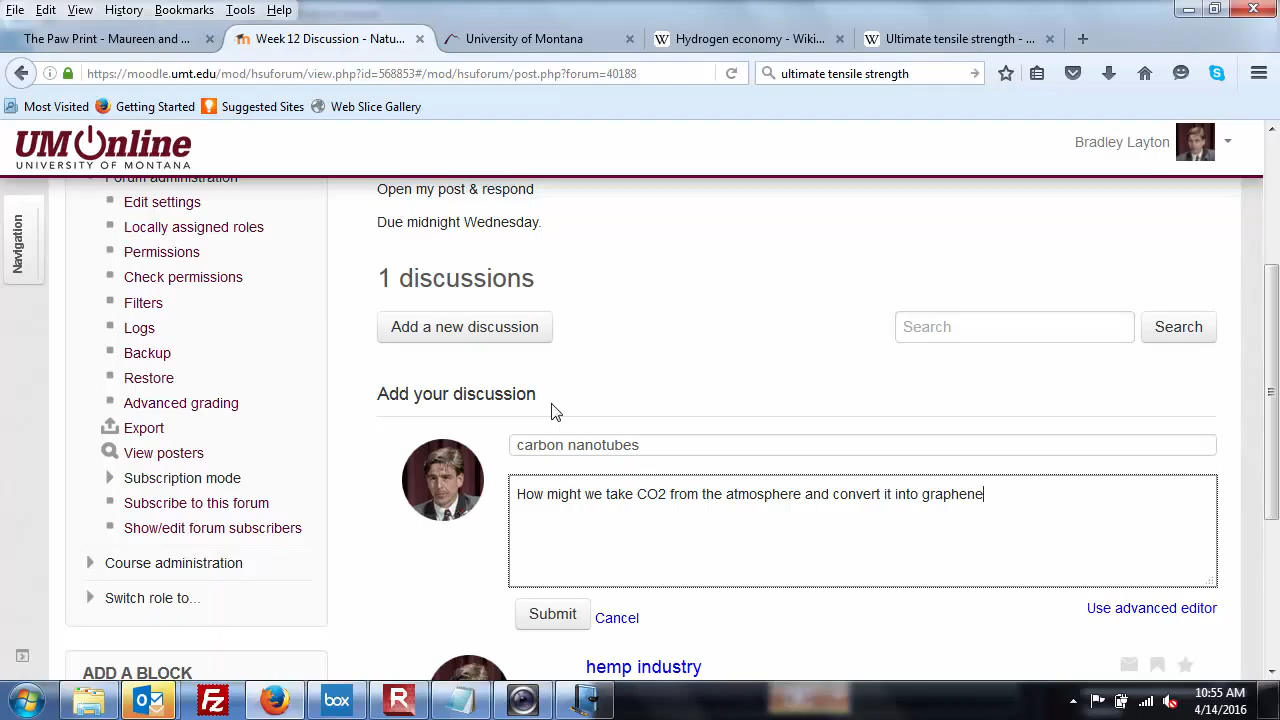 File Edit View History Bookmarks Tools Help
The Paw Print - Maureen and ...
Week 12 Discussion - Natu...
University of Montana
Hydrogen economy - Wiki...
Ultimate tensile strength - ...
https://moodle.umt.edu/mod/hsuforum/view.php?id=568853#/mod/hsuforum/post.php?forum=40188
ultimate tensile strength
Most Visited Getting Started Suggested Sites Web Slice Gallery
UM Online
UNIVERSITY OF MONTANA
Bradley Layton
Navigation
Forum administration
Edit settings
Locally assigned roles
Permissions
Check permissions
Filters
Logs
Backup
Restore
Advanced grading
Export
View posters
Subscription mode
Subscribe to this forum
Show/edit forum subscribers
Course administration
Switch role to...
ADD A BLOCK
Open my post & respond
Due midnight Wednesday.
1 discussions
Add a new discussion
Search
Search
Add your discussion
carbon nanotubes
How might we take CO2 from the atmosphere and convert it into graphene
Submit
Cancel
Use advanced editor
hemp industry
box
10:55 AM
4/14/2016